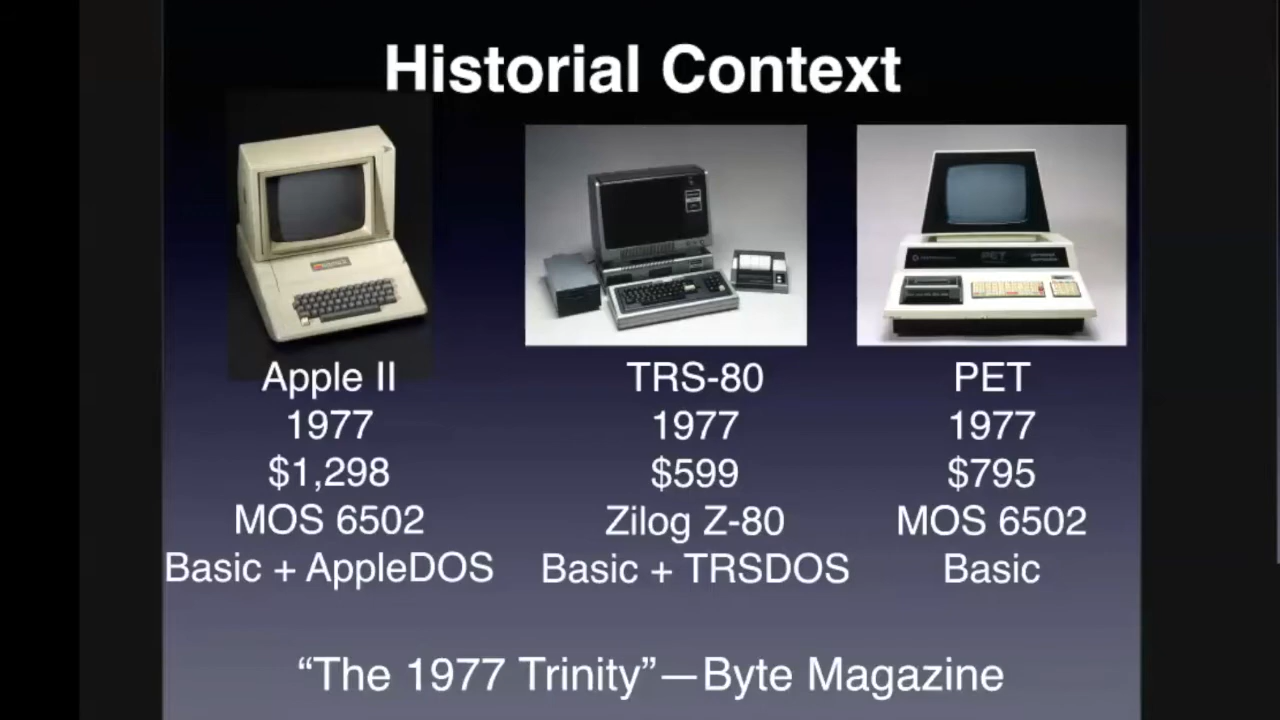 Historial Context
Apple II
1977
$1,298
MOS 6502
Basic + AppleDOS
TRS-80
1977
$599
Zilog Z-80
Basic + TRSDOS
PET
PET
1977
$795
MOS 6502
Basic
“The 1977 Trinity”—Byte Magazine